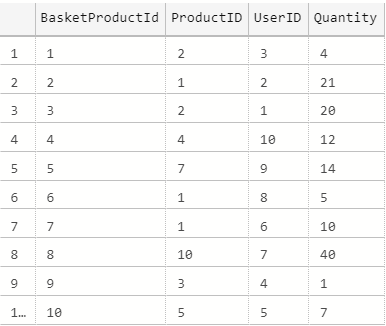 BasketProductId ProductID UserID Quantity
1 1 2 3 4
2 2 1 2 21
3 3 2 1 20
4 4 4 10 12
5 5 7 9 14
6 6 1 8 5
7 7 1 6 10
8 8 10 7 40
9 9 3 4 1
1… 10 5 5 7